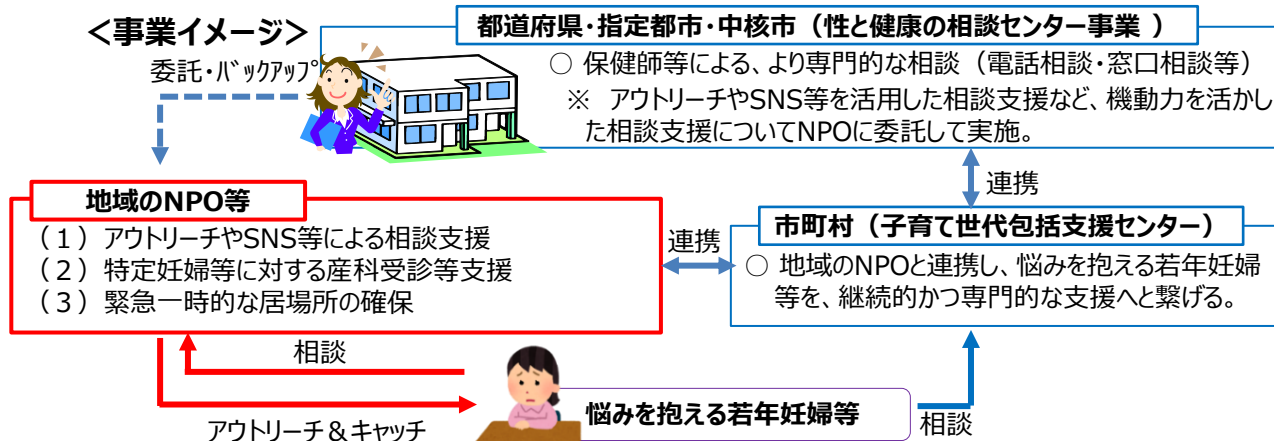 <事業イメージ>
都道府県・指定都市・中核市（性と健康の相談センター事業 ）
委託・バックアップ
○ 保健師等による、より専門的な相談（電話相談・窓口相談等）
※ アウトリーチやSNS等を活用した相談支援など、機動力を活かし
た相談支援についてNPOに委託して実施。
連携
地域のNPO等
（１）アウトリーチやSNS等による相談支援
（２）特定妊婦等に対する産科受診等支援
（３）緊急一時的な居場所の確保
連携
市町村（子育て世代包括支援センター）
○ 地域のNPOと連携し、悩みを抱える若年妊婦
等を、継続的かつ専門的な支援へと繋げる。
相談
アウトリーチ＆キャッチ
悩みを抱える若年妊婦等
相談